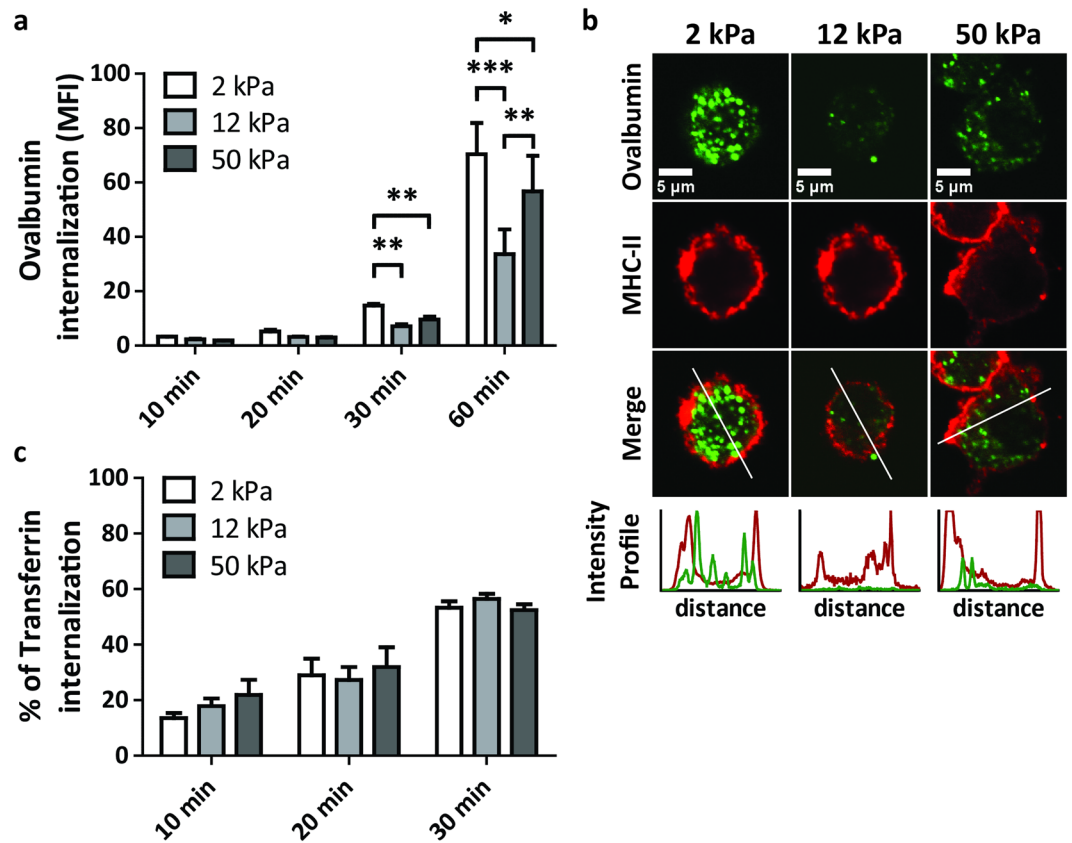 a
Ovalbumin
internalization (MFI)
100
80
60
40
20
0
2 kPa
12 kPa
50 kPa
**
**
***
*
**
10 min
20 min
30 min
60 min
b
2 kPa
12 kPa
50 kPa
Ovalbumin
5 µm
5 µm
5 µm
MHC-II
Merge
Intensity
Profile
distance
distance
distance
c
% of Transferrin
internalization
100
80
60
40
20
0
2 kPa
12 kPa
50 kPa
10 min
20 min
30 min